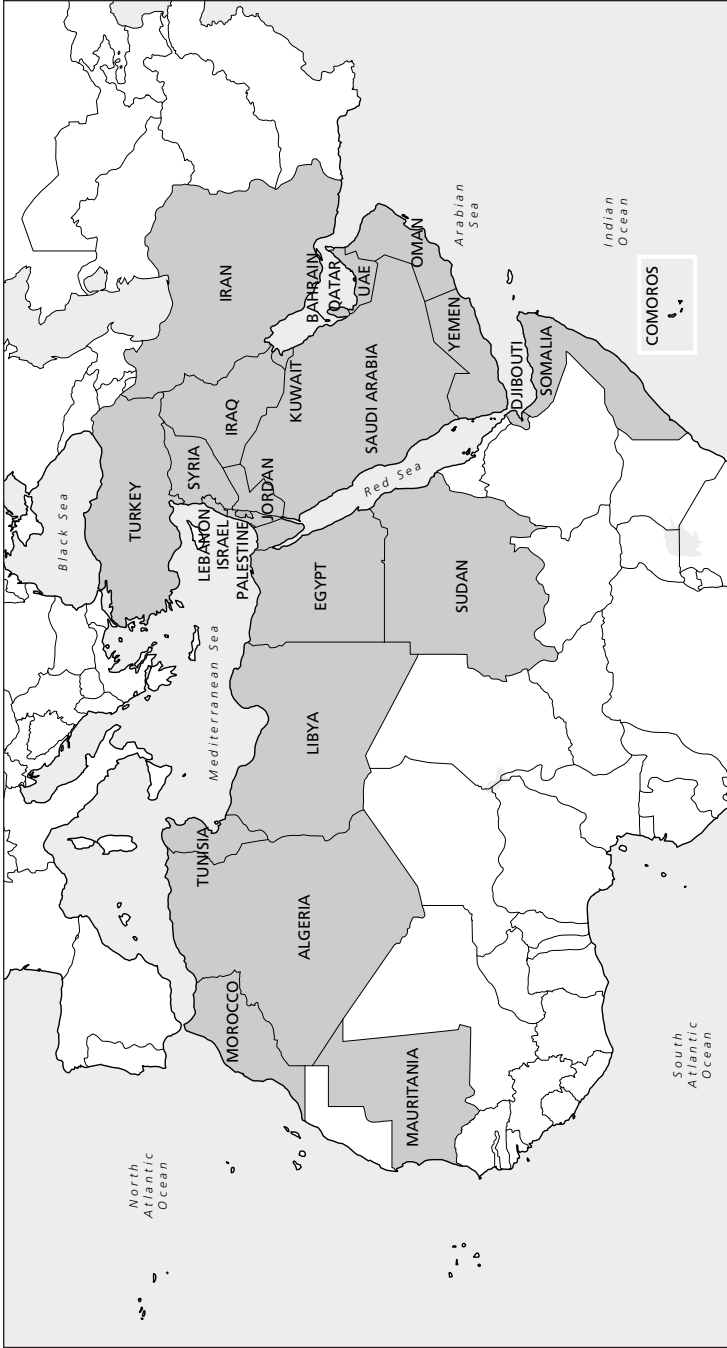 North
Atlantic
Ocean
Black Sea
TURKEY
Mediterranean Sea
MOROCCO
TUNISIA
ALGERIA
LIBYA
EGYPT
LEBANON
ISRAEL
PALESTINE
SYRIA
JORDAN
IRAQ
IRAN
KUWAIT
BAHRAIN
QATAR
UAE
SAUDI ARABIA
OMAN
YEMEN
Red Sea
Arabian
Sea
MAURITANIA
SUDAN
DJIBOUTI
SOMALIA
Indian
Ocean
COMOROS
South
Atlantic
Ocean